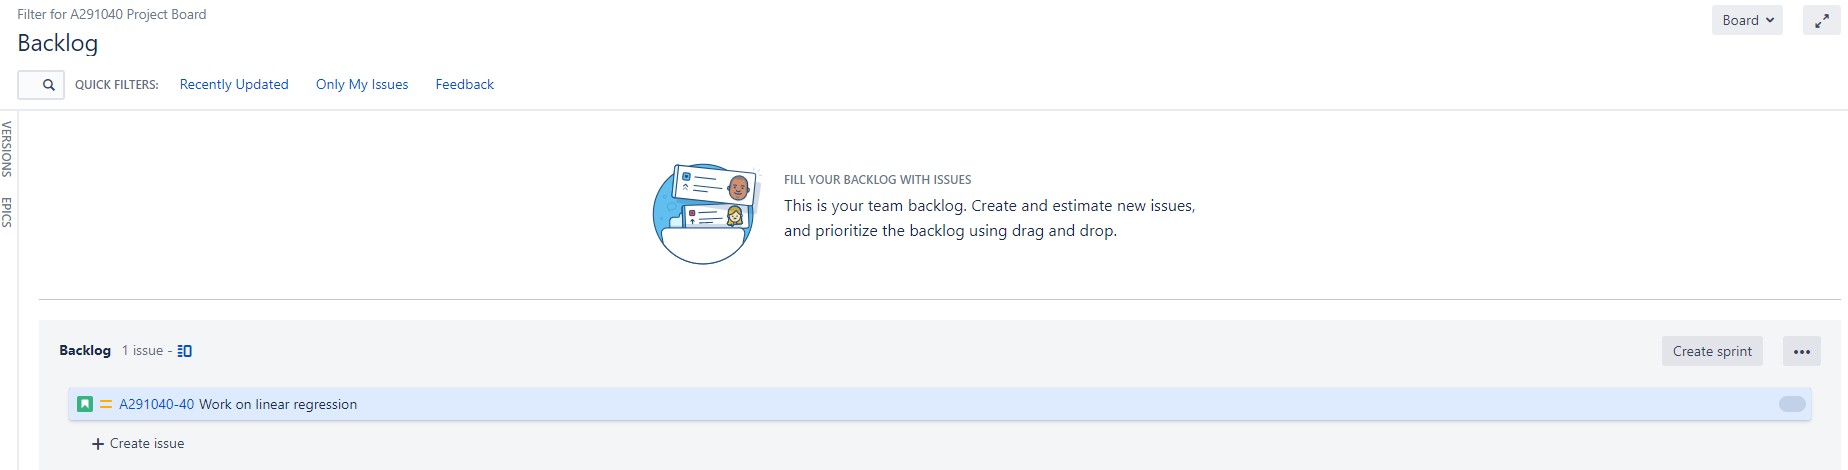 Filter for A291040 Project Board
Backlog
Board
QUICK FILTERS: Recently Updated Only My Issues Feedback
VERSIONS
EPICS
FILL YOUR BACKLOG WITH ISSUES
This is your team backlog. Create and estimate new issues,
and prioritize the backlog using drag and drop.
Backlog 1 issue -
Create sprint
A291040-40 Work on linear regression
Create issue